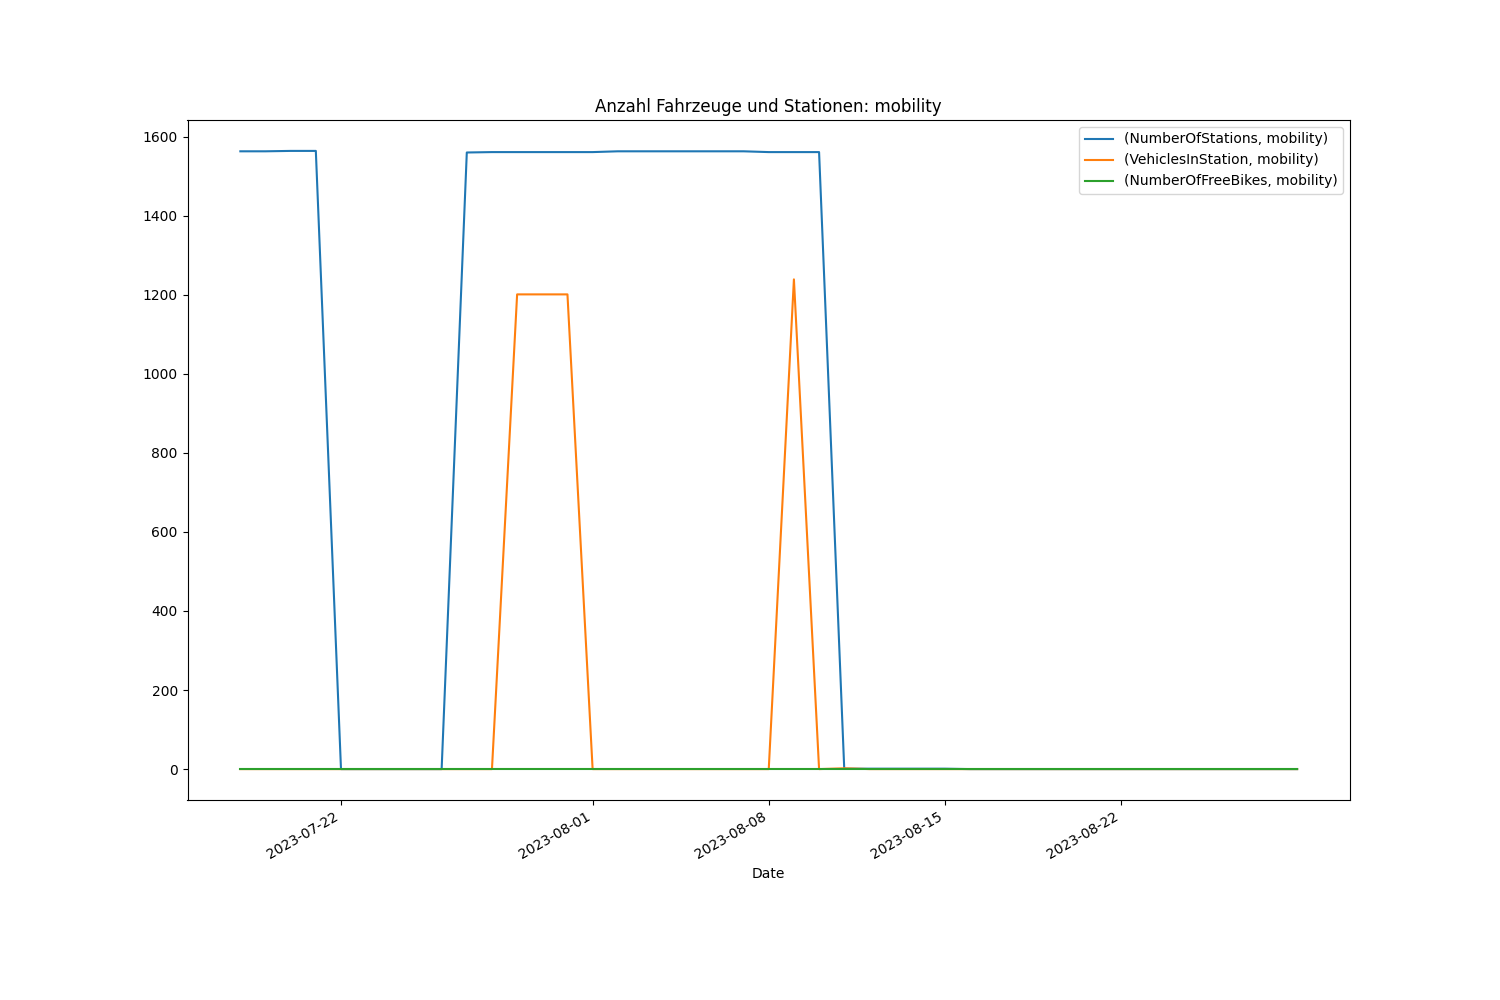 Anzahl Fahrzeuge und Stationen: mobility
(NumberOfStations, mobility)
(VehiclesInStation, mobility)
(NumberOfFreeBikes, mobility)
1600
1400
1200
1000
800
600
400
200
0
2023-07-22
2023-08-01
2023-08-08
2023-08-15
2023-08-22
Date